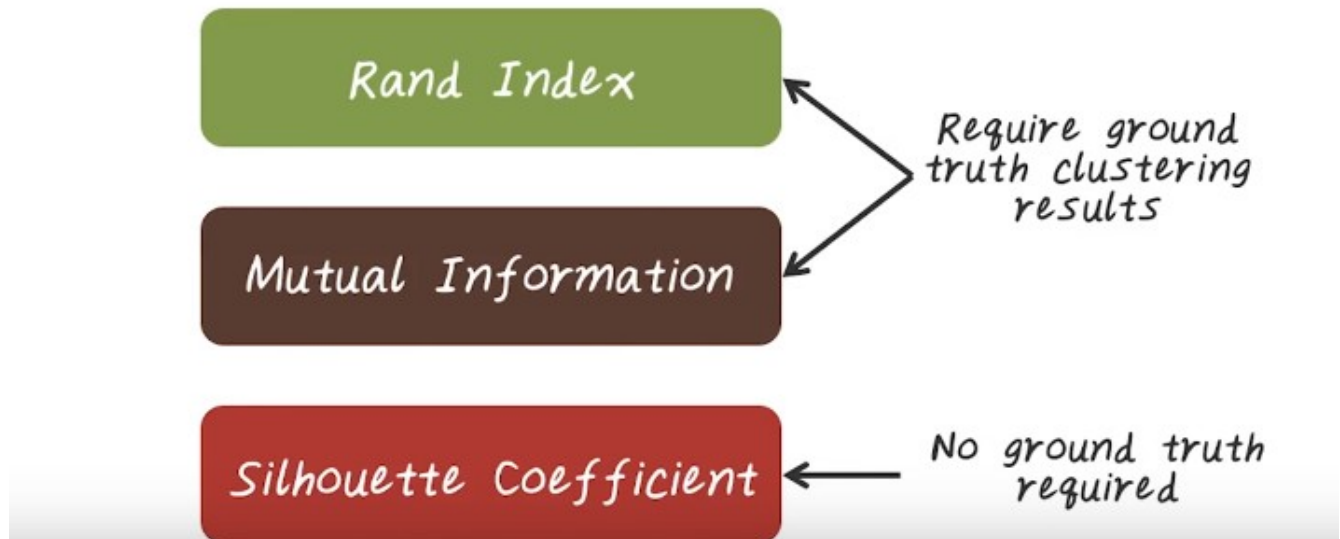 Rand Index
Require ground
truth clustering
results
Mutual Information
Silhouette Coefficient
No ground truth
required